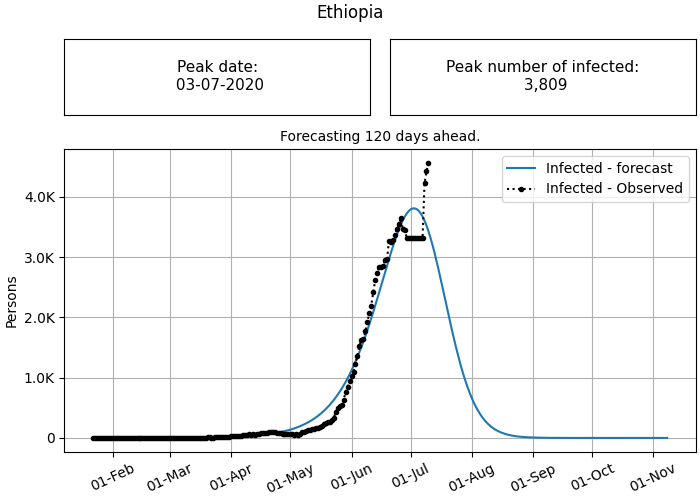 Ethiopia
Peak date:
03-07-2020
Peak number of infected:
3,809
Forecasting 120 days ahead.
Infected - forecast
Infected - Observed
4.0K
3.0K
2.0K
1.0K
0
Persons
01-Feb
01-Mar
01-Apr
01-May
01-Jun
01-Jul
01-Aug
01-Sep
01-Oct
01-Nov